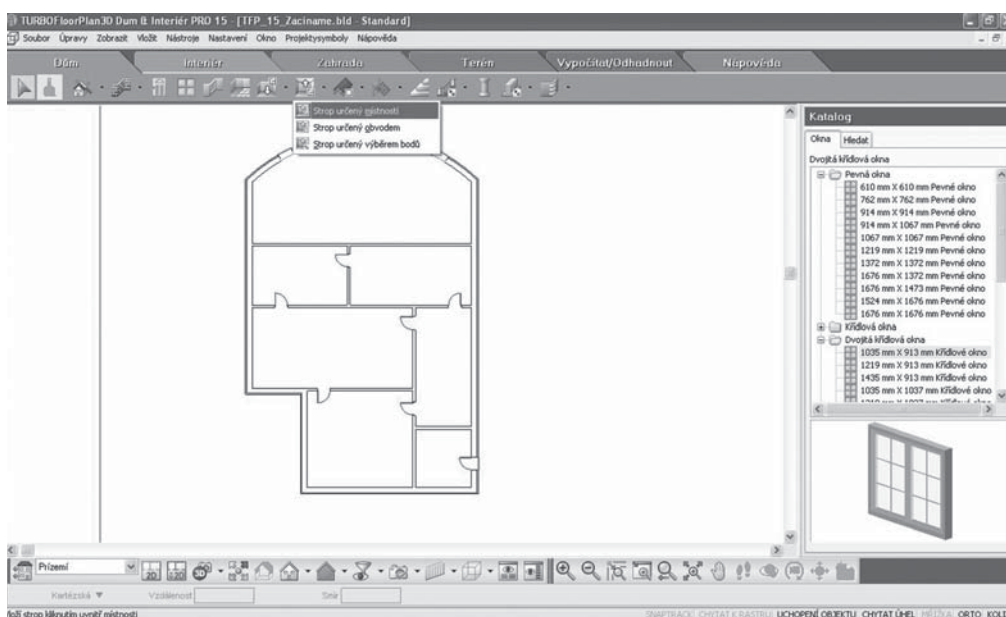 TURBOFloorPlan3D Dum & Interiér PRO 15 - [TFP_15_Zaciname.bld - Standard]
Soubor Úpravy Zobrazit Vložit Nástroje Nastavení Okno Projektysymboly Nápověda
Dům Interiér Zahrada Terén Vypočítat/Odhadnout Nápověda
Strop určený místností
Strop určený obvodem
Strop určený výběrem bodů
Katalog
Okna Hledat
Dvojitá křídlová okna
Pevná okna
610 mm X 610 mm Pevné okno
762 mm X 762 mm Pevné okno
914 mm X 914 mm Pevné okno
914 mm X 1067 mm Pevné okno
1067 mm X 1067 mm Pevné okno
1219 mm X 1219 mm Pevné okno
1372 mm X 1372 mm Pevné okno
1676 mm X 1372 mm Pevné okno
1676 mm X 1473 mm Pevné okno
1524 mm X 1676 mm Pevné okno
1676 mm X 1676 mm Pevné okno
Křídlová okna
Dvojitá křídlová okna
1035 mm X 913 mm Křídlové okno
1219 mm X 913 mm Křídlové okno
1435 mm X 913 mm Křídlové okno
1035 mm X 1037 mm Křídlové okno
Prízemí
2D
3D
Kartézská Vzdálenost Směr
Vloží strop kliknutím uvnitř místnosti
SNAPTRACK CHYTAT K RASTRU UCHOPENÍ OBJEKTU CHYTAT ÚHEL MŘÍŽKA ORTO